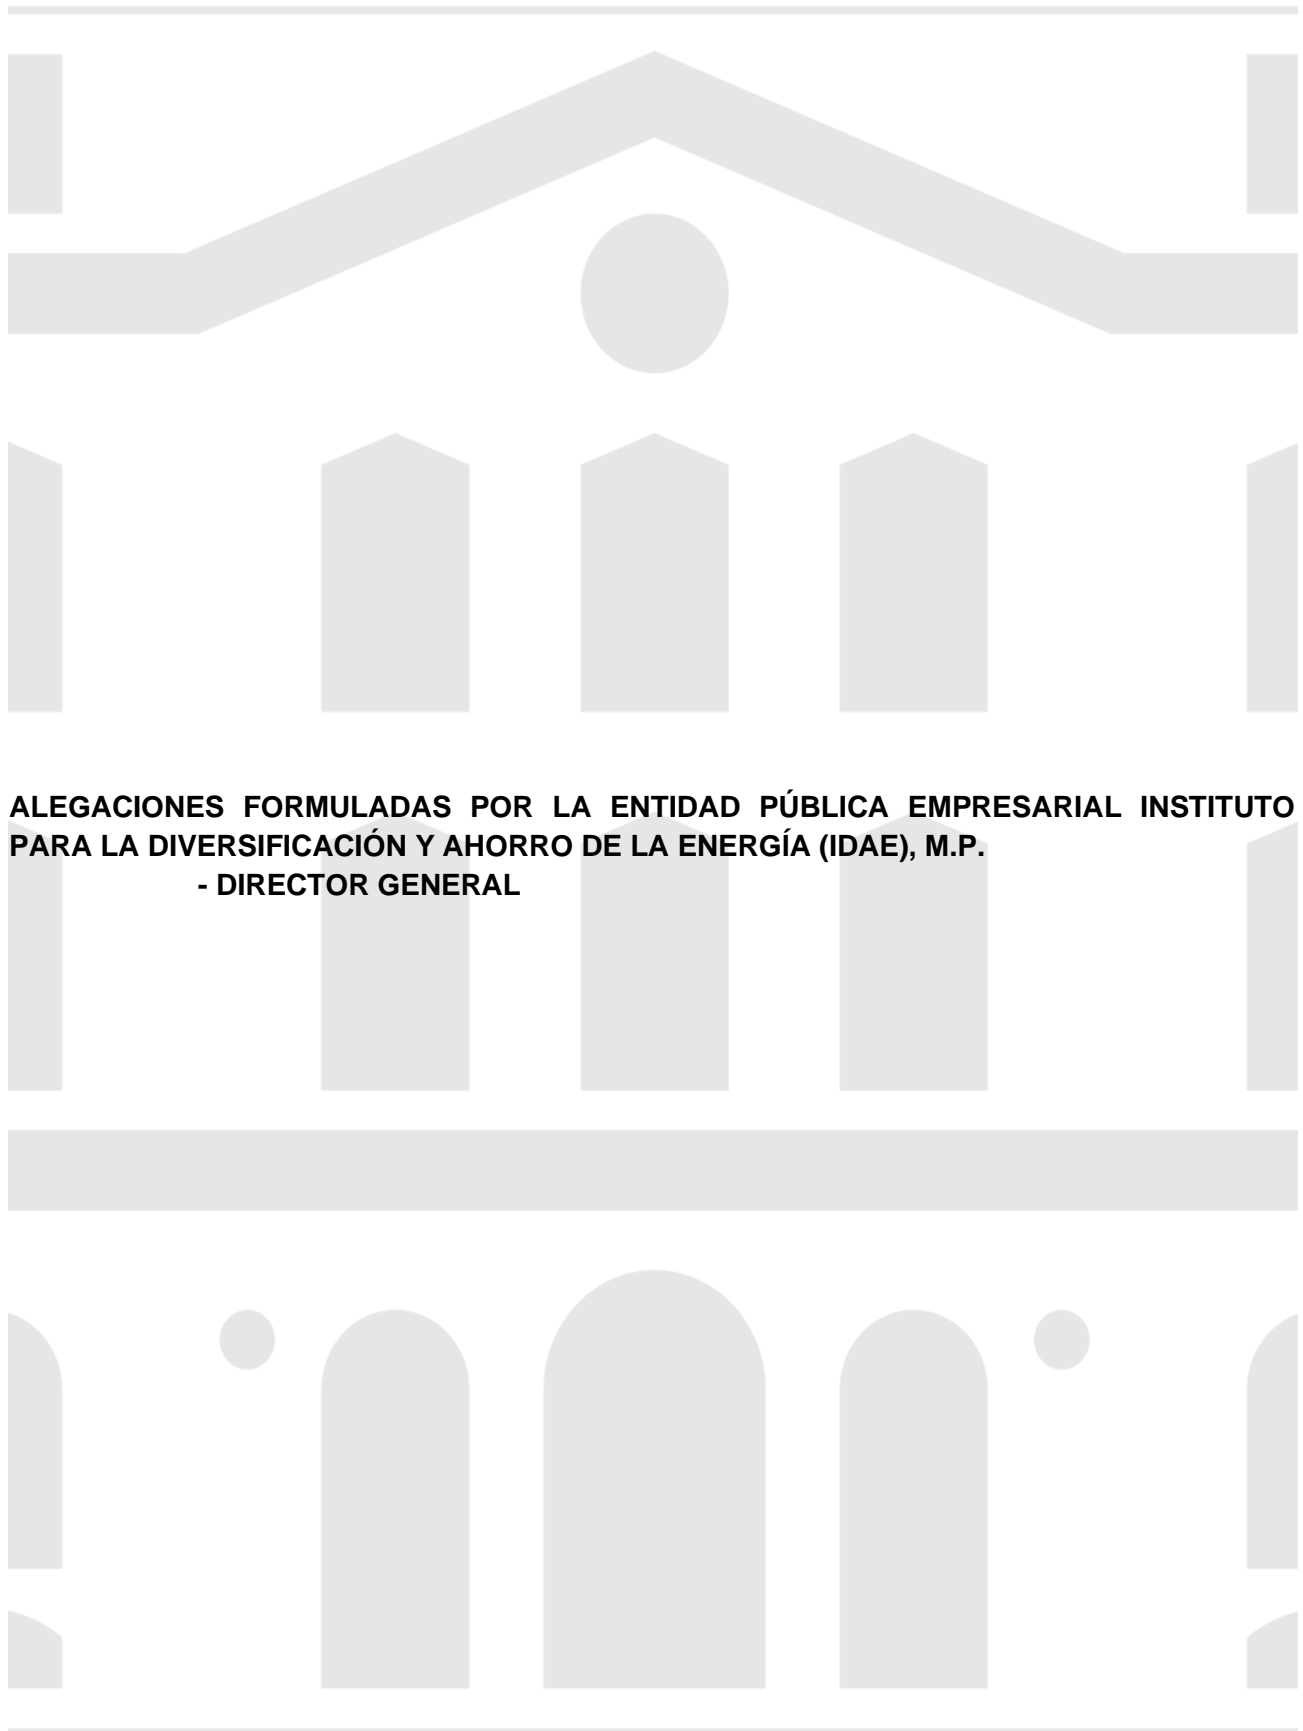 ALEGACIONES FORMULADAS POR LA ENTIDAD PÚBLICA EMPRESARIAL INSTITUTO
PARA LA DIVERSIFICACIÓN Y AHORRO DE LA ENERGÍA (IDAE), M.P.
- DIRECTOR GENERAL